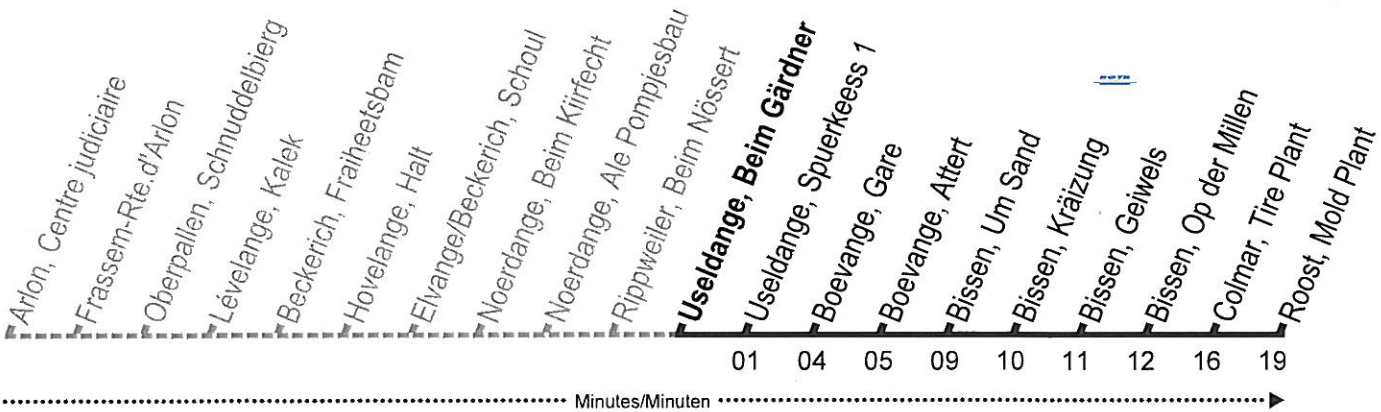 Arlon, Centre judiciaire
Frassem-Rte.d'Arlon
Oberpallen, Schnuddelbierg
Lévelange, Kalek
Beckerich, Fraiheetsbam
Hovelange, Halt
Elvange/Beckerich, Schoul
Noerdange, Beim Kiirfecht
Noerdange, Ale Pompjesbau
Rippweiler, Beim Nössert
Useldange, Beim Gärdner
Useldange, Spuerkeess 1
Boevange, Gare
Boevange, Attert
Bissen, Um Sand
Bissen, Kräizung
Bissen, Geiwels
Bissen, Op der Millen
Colmar, Tire Plant
Roost, Mold Plant
ROTH
01 04 05 09 10 11 12 16 19
Minutes/Minuten